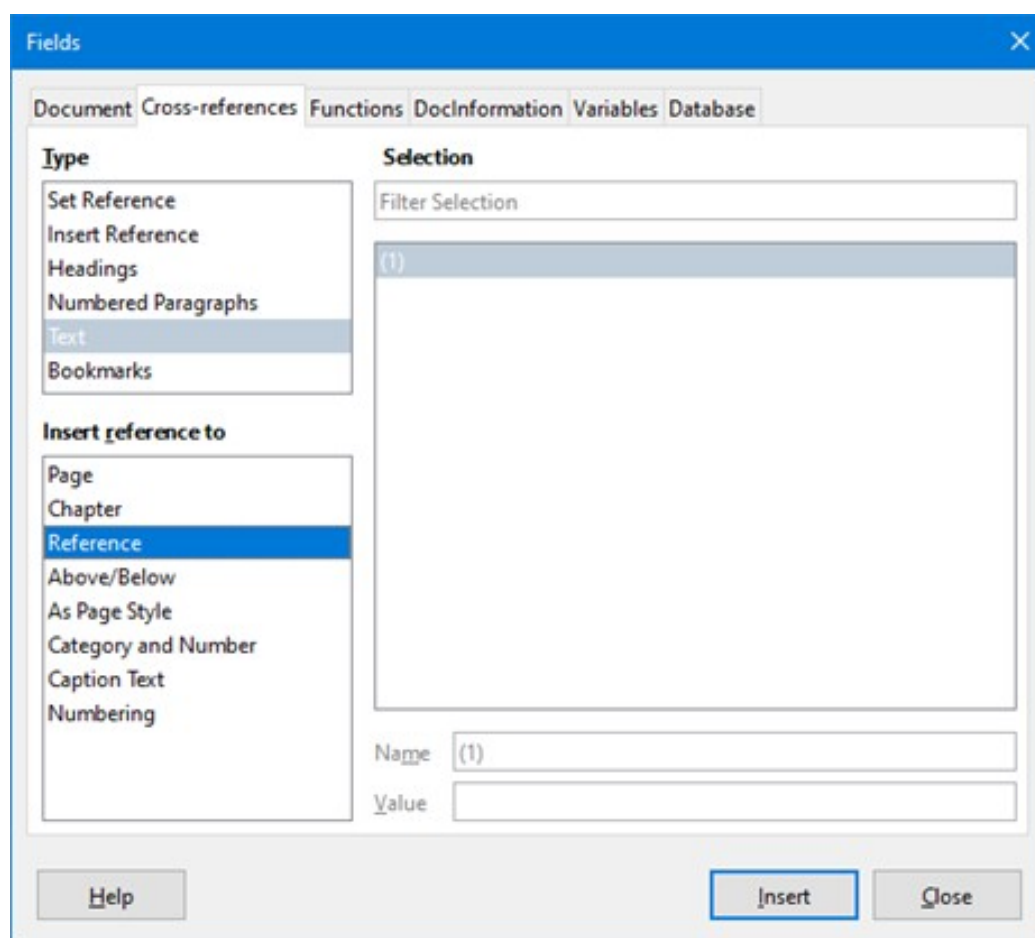 Fields
Document Cross-references Functions DocInformation Variables Database
Type
Set Reference
Insert Reference
Headings
Numbered Paragraphs
Text
Bookmarks
Insert reference to
Page
Chapter
Reference
Above/Below
As Page Style
Category and Number
Caption Text
Numbering
Selection
Filter Selection
(1)
Name (1)
Value
Help Insert Close